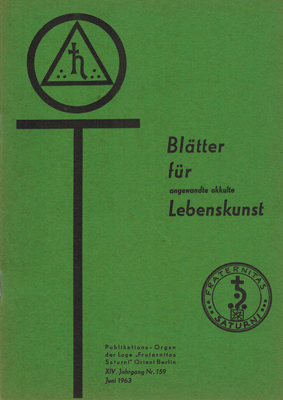 Blätter
für
angewandte okkulte
Lebenskunst
FRATERNITAS
SATURNI
Publikations-Organ
der Loge „Fraternitas
Saturni" Orient Berlin
XIV. Jahrgang Nr. 159
Juni 1963